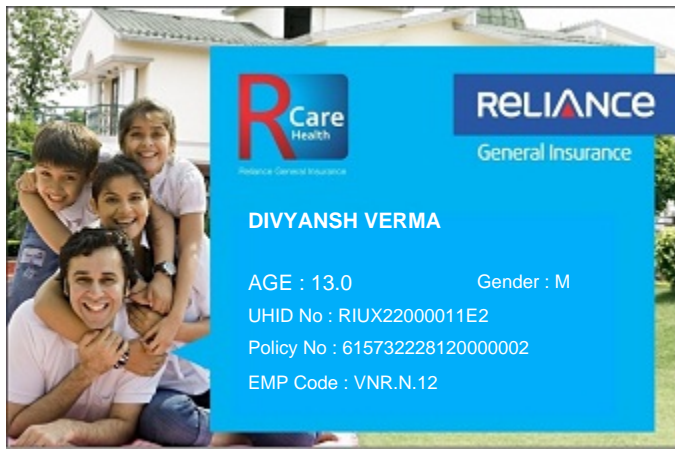 R Care
Health
Reliance General Insurance
RELIANCE
General Insurance
DIVYANSH VERMA
AGE : 13.0 Gender : M
UHID No : RIUX22000011E2
Policy No : 615732228120000002
EMP Code : VNR.N.12